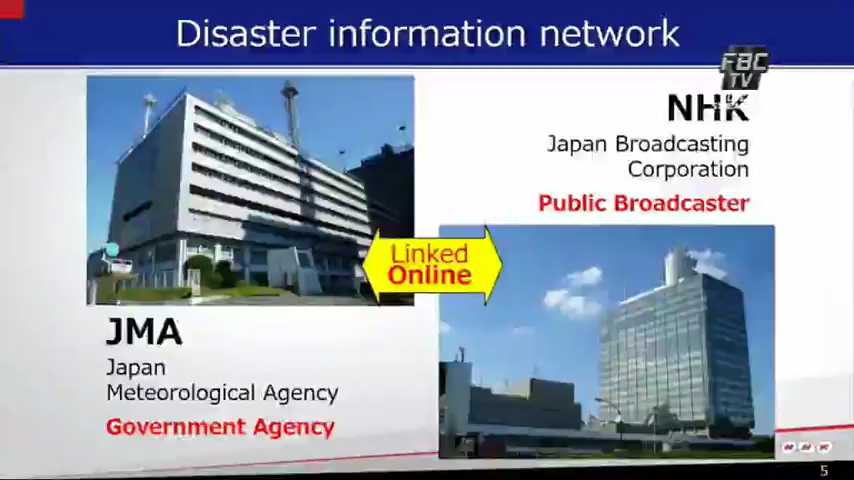 Disaster information network
FBC
TV
NHK
Japan Broadcasting
Corporation
Public Broadcaster
Linked
Online
JMA
Japan
Meteorological Agency
Government Agency
NHK
5